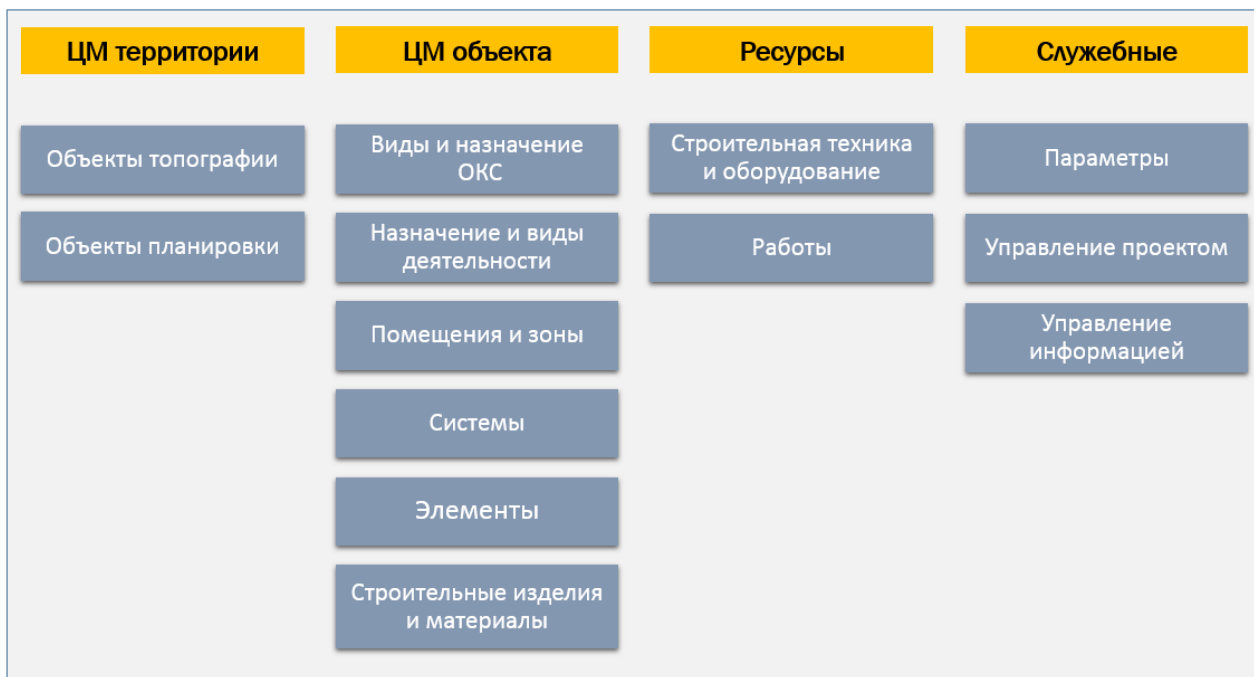 ЦМ территории
Объекты топографии
Объекты планировки
ЦМ объекта
Виды и назначение
ОКС
Назначение и виды
деятельности
Помещения и зоны
Системы
Элементы
Строительные изделия
и материалы
Ресурсы
Строительная техника
и оборудование
Работы
Служебные
Параметры
Управление проектом
Управление
информацией